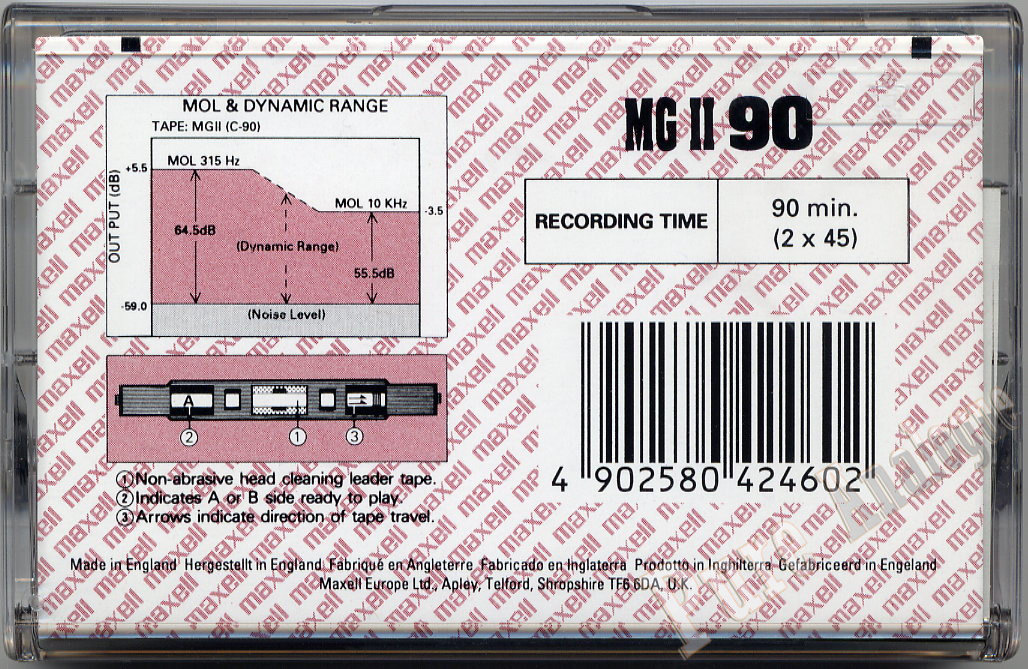 MOL & DYNAMIC RANGE
TAPE: MGII (C-90)
OUT PUT (dB)
+5.5
MOL 315 Hz
MOL 10 KHz
-3.5
64.5dB
(Dynamic Range)
55.5dB
-59.0
(Noise Level)
MG II 90
RECORDING TIME
90 min.
(2 x 45)
A
② ① ③
①Non-abrasive head cleaning leader tape.
②Indicates A or B side ready to play.
③Arrows indicate direction of tape travel.
4 902580 424602
Made in England Hergestellt in England Fabriqué en Angleterre Fabricado en Inglaterra Prodotto in Inghilterra Gefabriceerd in Engeland
Maxell Europe Ltd., Apley, Telford, Shropshire TF6 6DA, U.K.
maxell